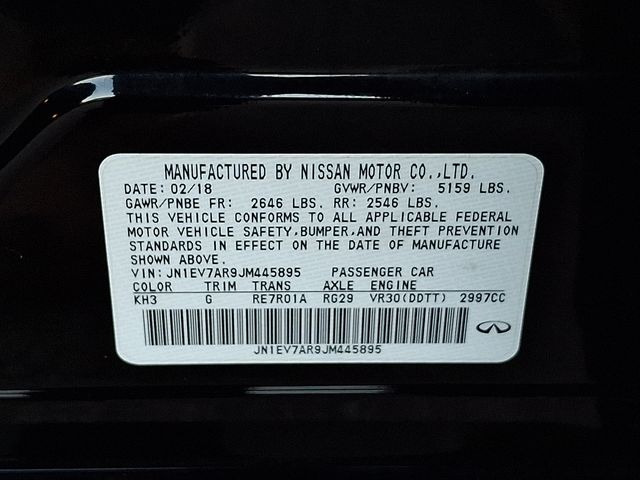 MANUFACTURED BY NISSAN MOTOR CO.,LTD.
DATE: 02/18 GVWR/PNBV: 5159 LBS.
GAWR/PNBE FR: 2646 LBS. RR: 2546 LBS.
THIS VEHICLE CONFORMS TO ALL APPLICABLE FEDERAL
MOTOR VEHICLE SAFETY,BUMPER,AND THEFT PREVENTION
STANDARDS IN EFFECT ON THE DATE OF MANUFACTURE
SHOWN ABOVE.
VIN: JN1EV7AR9JM445895 PASSENGER CAR
COLOR TRIM TRANS AXLE ENGINE
KH3 G RE7R01A RG29 VR30(DDTT) 2997CC
JN1EV7AR9JM445895